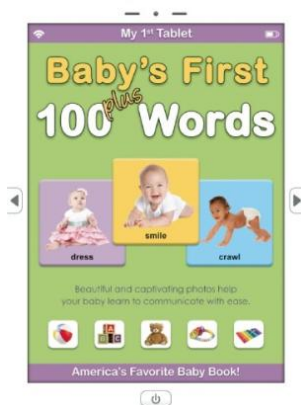 My 1st Tablet
Baby's First
100 plus Words
dress
smile
crawl
Beautiful and captivating photos help
your baby learn to communicate with ease.
A B C
America's Favorite Baby Book!